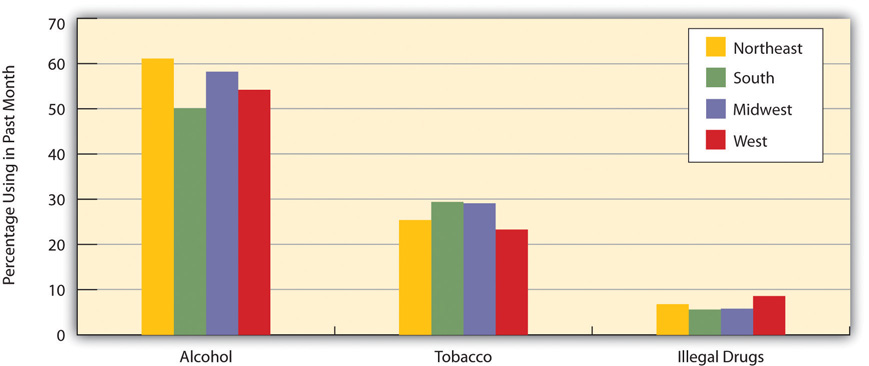 Percentage Using in Past Month
70
60
50
40
30
20
10
0
Northeast
South
Midwest
West
Alcohol
Tobacco
Illegal Drugs